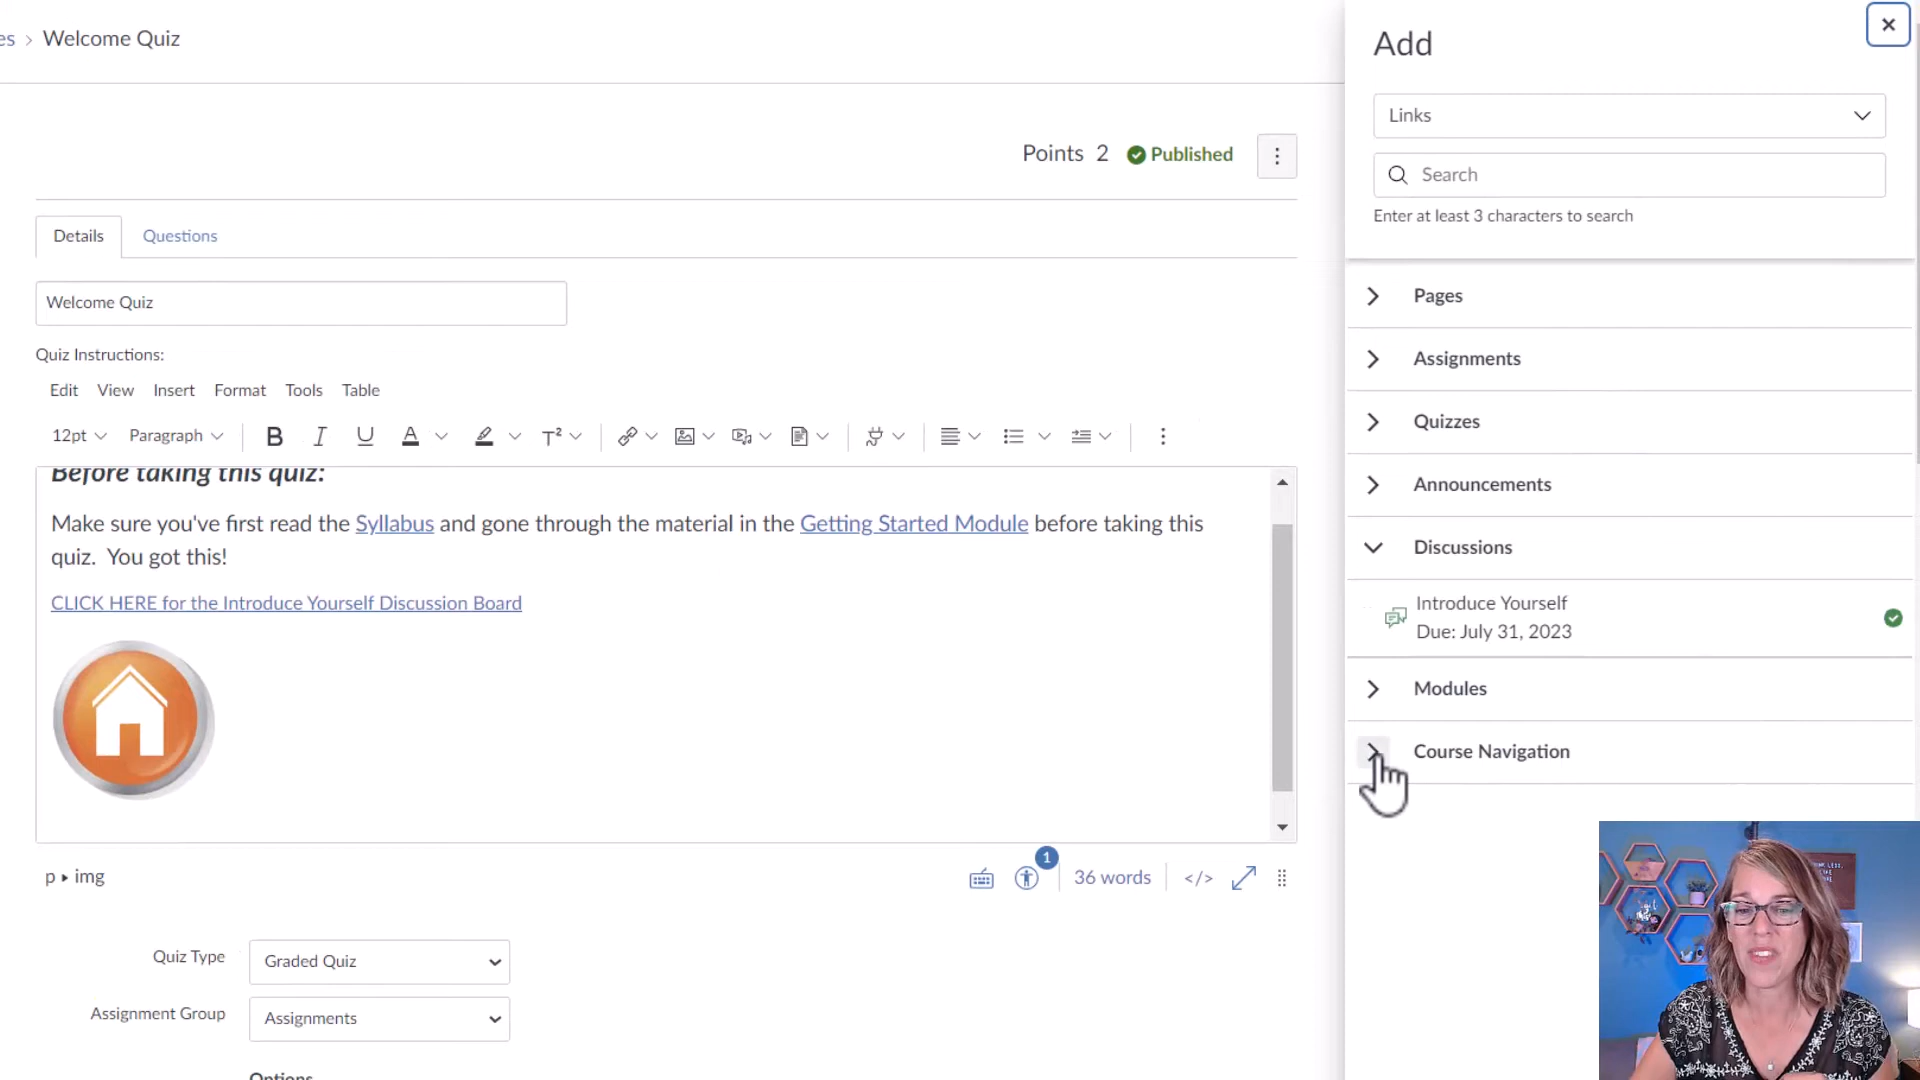 es > Welcome Quiz
Points 2 Published
Details Questions
Welcome Quiz
Quiz Instructions:
Edit View Insert Format Tools Table
12pt Paragraph B I U A T²
Before taking this quiz:
Make sure you've first read the Syllabus and gone through the material in the Getting Started Module before taking this
quiz. You got this!
CLICK HERE for the Introduce Yourself Discussion Board
p ▸ img
1
36 words </>
Quiz Type Graded Quiz
Assignment Group Assignments
Options
Add
Links
Search
Enter at least 3 characters to search
Pages
Assignments
Quizzes
Announcements
Discussions
Introduce Yourself
Due: July 31, 2023
Modules
Course Navigation